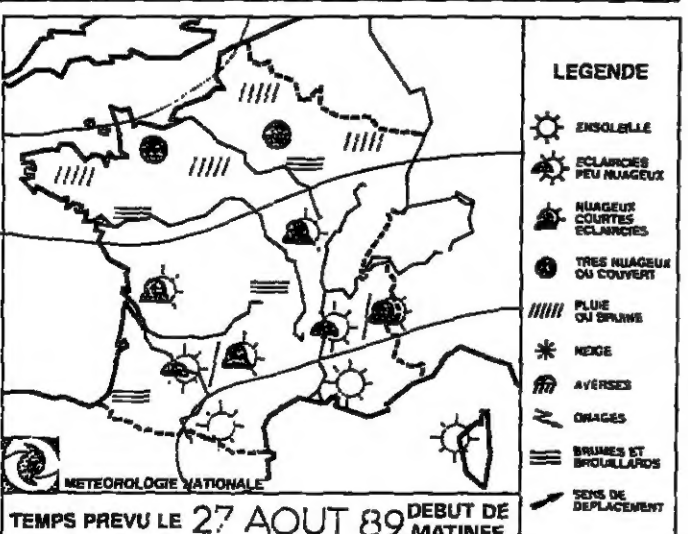 LEGENDE
ENSOLEILLE
ECLAIRCIES
PEU NUAGEUX
NUAGEUX
COURTES
ECLAIRCIES
TRES NUAGEUX
OU COUVERT
PLUIE
OU BRUINE
NEIGE
AVERSES
ORAGES
BRUMES ET
BROUILLARDS
SENS DE
DEPLACEMENT
METEOROLOGIE NATIONALE
TEMPS PREVU LE 27 AOUT 89 DEBUT DE
MATINEE